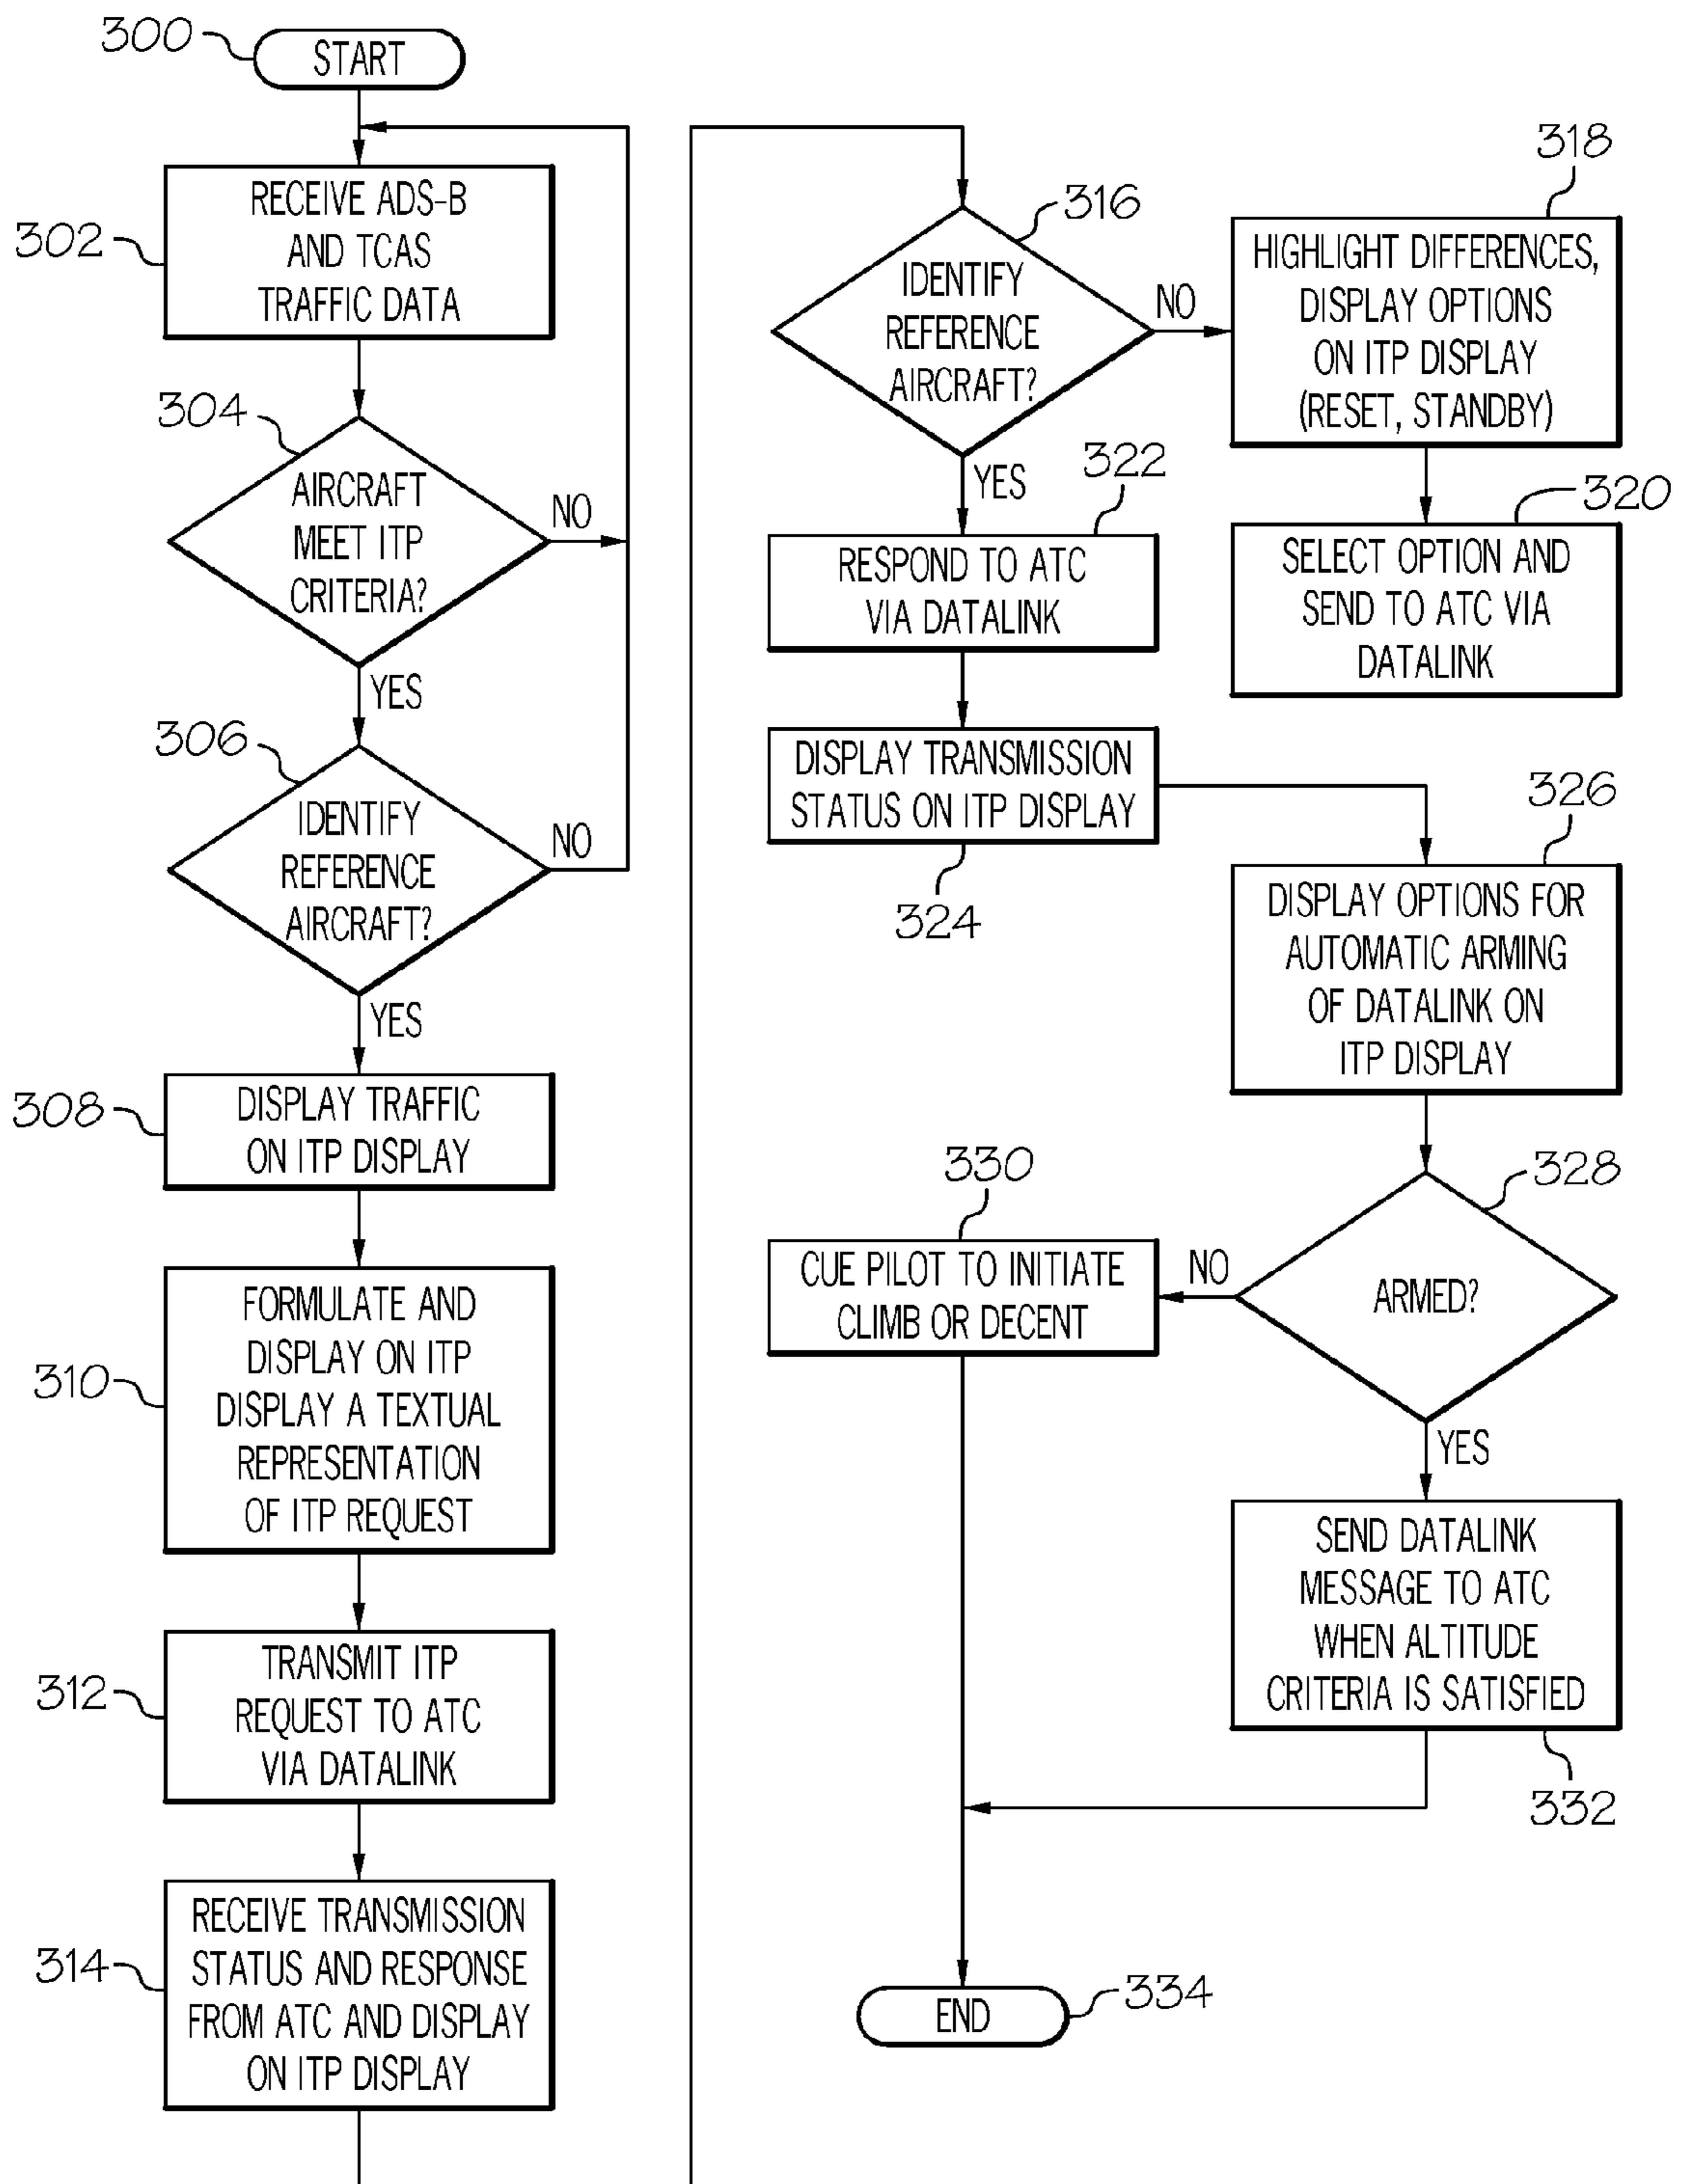 300
START
302
RECEIVE ADS-B
AND TCAS
TRAFFIC DATA
304
AIRCRAFT
MEET ITP
CRITERIA?
NO
YES
306
IDENTIFY
REFERENCE
AIRCRAFT?
NO
YES
308
DISPLAY TRAFFIC
ON ITP DISPLAY
310
FORMULATE AND
DISPLAY ON ITP
DISPLAY A TEXTUAL
REPRESENTATION
OF ITP REQUEST
312
TRANSMIT ITP
REQUEST TO ATC
VIA DATALINK
314
RECEIVE TRANSMISSION
STATUS AND RESPONSE
FROM ATC AND DISPLAY
ON ITP DISPLAY
316
IDENTIFY
REFERENCE
AIRCRAFT?
NO
YES
318
HIGHLIGHT DIFFERENCES,
DISPLAY OPTIONS
ON ITP DISPLAY
(RESET, STANDBY)
320
SELECT OPTION AND
SEND TO ATC VIA
DATALINK
322
RESPOND TO ATC
VIA DATALINK
DISPLAY TRANSMISSION
STATUS ON ITP DISPLAY
324
326
DISPLAY OPTIONS FOR
AUTOMATIC ARMING
OF DATALINK ON
ITP DISPLAY
328
ARMED?
NO
YES
330
CUE PILOT TO INITIATE
CLIMB OR DECENT
SEND DATALINK
MESSAGE TO ATC
WHEN ALTITUDE
CRITERIA IS SATISFIED
332
END
334